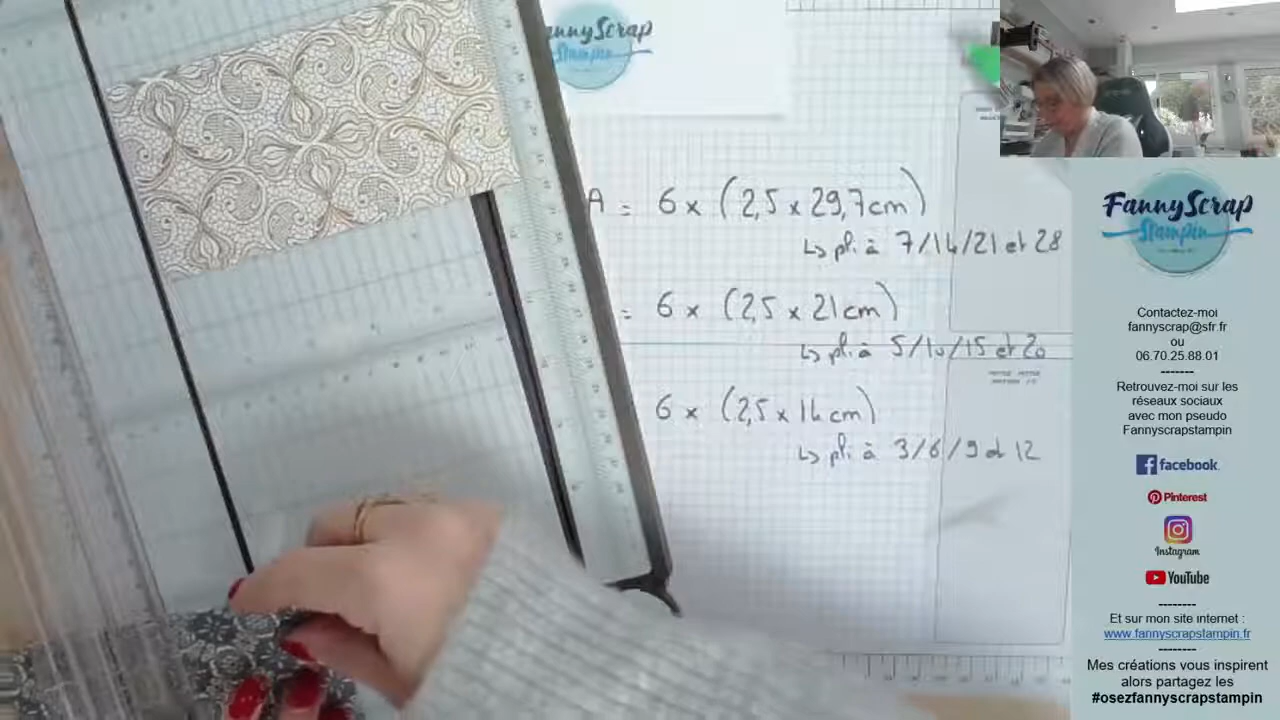 annyScrap
Stampin
A = 6 x (2,5 x 29,7cm)
↳ pli à 7/14/21 et 28
= 6 x (2,5 x 21cm)
↳ pli à 5/10/15 et 20
6 x (2,5 x 14cm)
↳ pli à 3/6/9 et 12
FannyScrap
Stampin
Contactez-moi
fannyscrap@sfr.fr
ou
06.70.25.88.01
-------
Retrouvez-moi sur les
réseaux sociaux
avec mon pseudo
Fannyscrapstampin
facebook
Pinterest
Instagram
YouTube
--------
Et sur mon site internet :
www.fannyscrapstampin.fr
-------
Mes créations vous inspirent
alors partagez les
#osezfannyscrapstampin